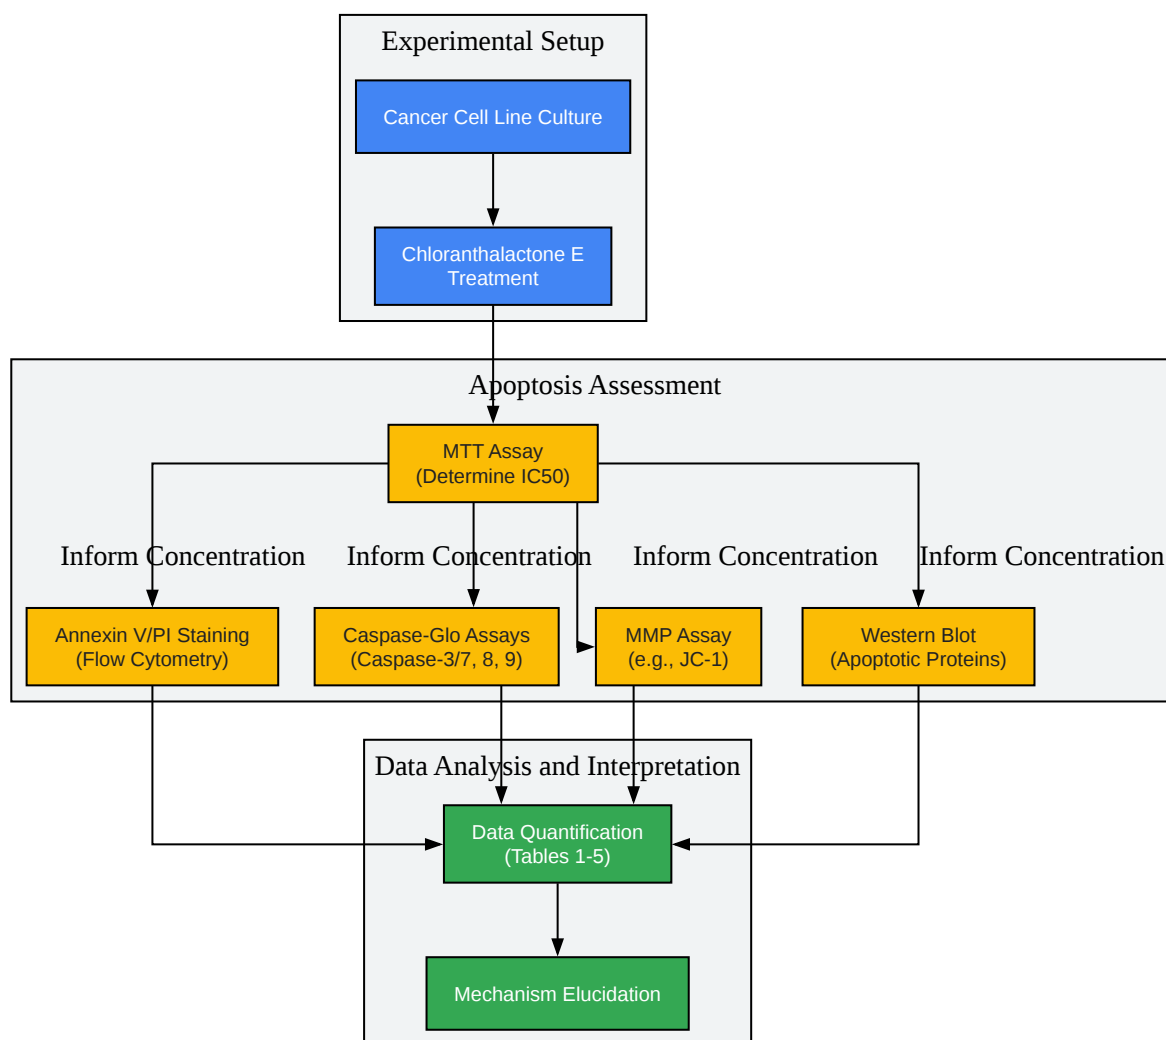 Experimental Setup
Cancer Cell Line Culture
Chloranthalactone E
Treatment
Apoptosis Assessment
MTT Assay
(Determine IC50)
Inform Concentration
Inform Concentration
Inform Concentration
Inform Concentration
Annexin V/PI Staining
(Flow Cytometry)
Caspase-Glo Assays
(Caspase-3/7, 8, 9)
MMP Assay
(e.g., JC-1)
Western Blot
(Apoptotic Proteins)
Data Analysis and Interpretation
Data Quantification
(Tables 1-5)
Mechanism Elucidation